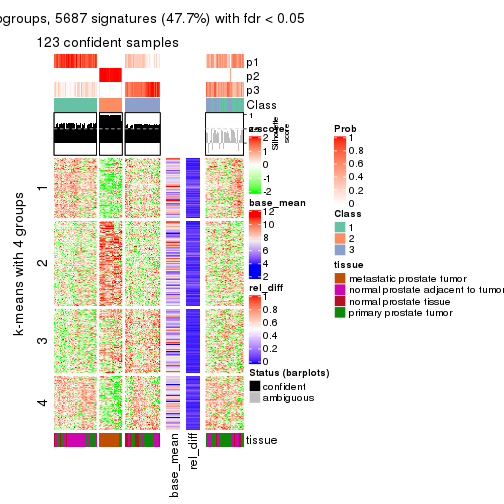 ogroups, 5687 signatures (47.7%) with fdr < 0.05
123 confident samples
p1
p2
p3
Class
1
Silhouette
score
z-score
2
1
0
-1
-2
base_mean
12
10
8
6
4
2
rel_diff
1
0.8
0.6
0.4
0.2
0
Status (barplots)
confident
ambiguous
Prob
1
0.8
0.6
0.4
0.2
0
Class
1
2
3
tissue
metastatic prostate tumor
normal prostate adjacent to tumor
normal prostate tissue
primary prostate tumor
k-means with 4 groups
1
2
3
4
tissue
base_mean
rel_diff